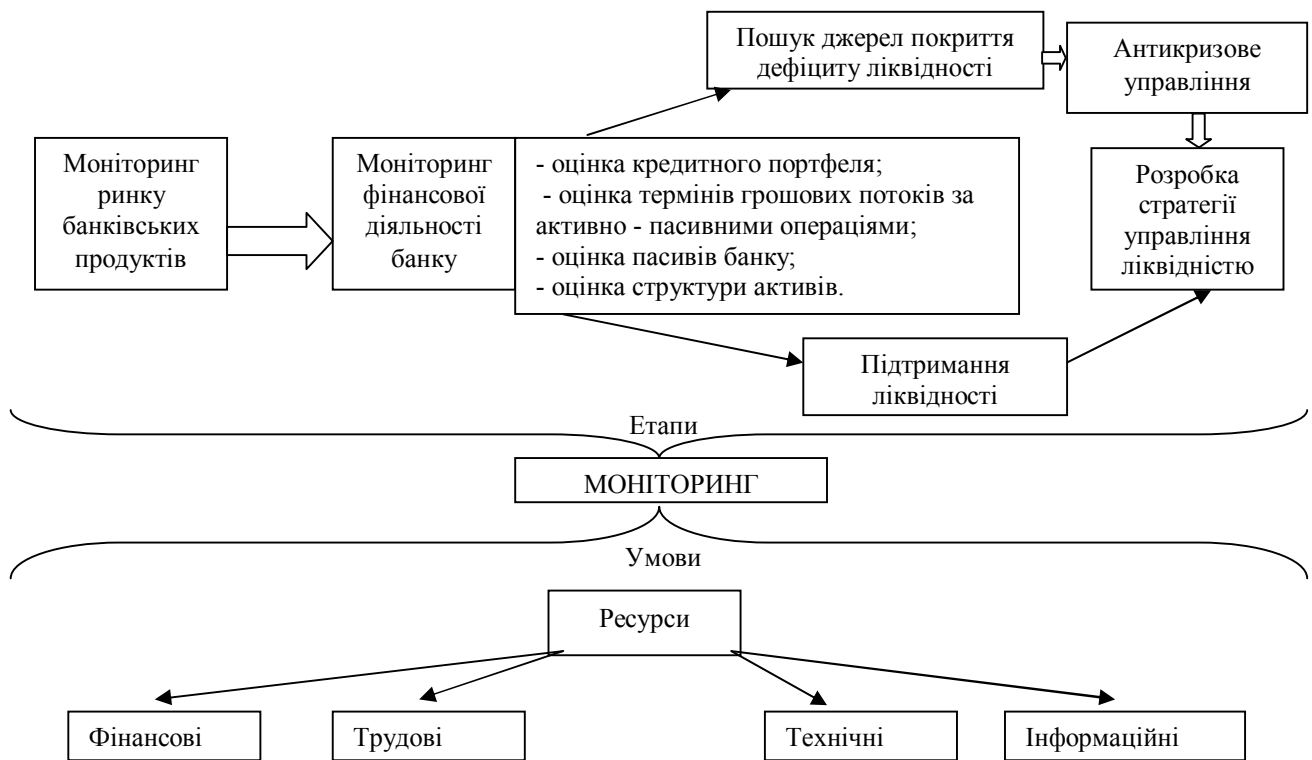 Пошук джерел покриття
дефіциту ліквідності
Антикризове
управління
Моніторинг
ринку
банківських
продуктів
Моніторинг
фінансової
діяльності
банку
- оцінка кредитного портфеля;
- оцінка термінів грошових потоків за
активно - пасивними операціями;
- оцінка пасивів банку;
- оцінка структури активів.
Розробка
стратегії
управління
ліквідністю
Підтримання
ліквідності
Етапи
МОНІТОРИНГ
Умови
Ресурси
Фінансові
Трудові
Технічні
Інформаційні